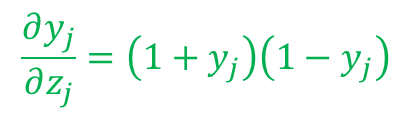 ∂y_j/∂z_j = (1 + y_j)(1 − y_j)